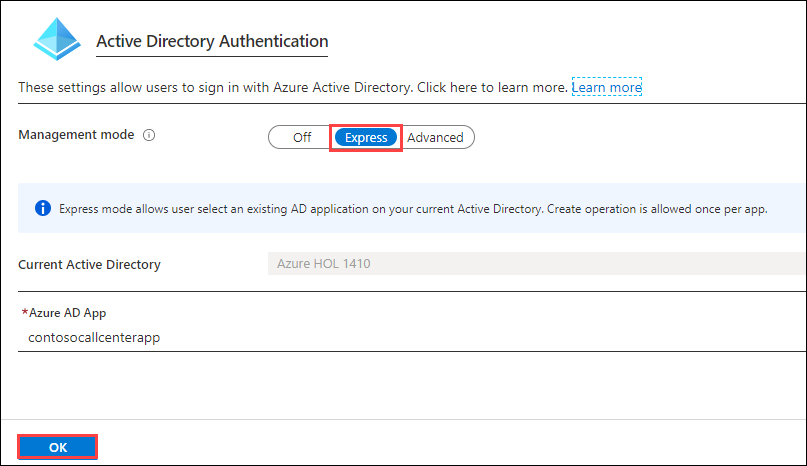 Active Directory Authentication
These settings allow users to sign in with Azure Active Directory. Click here to learn more. Learn more
Management mode Off Express Advanced
Express mode allows user select an existing AD application on your current Active Directory. Create operation is allowed once per app.
Current Active Directory Azure HOL 1410
*Azure AD App
contosocallcenterapp
OK